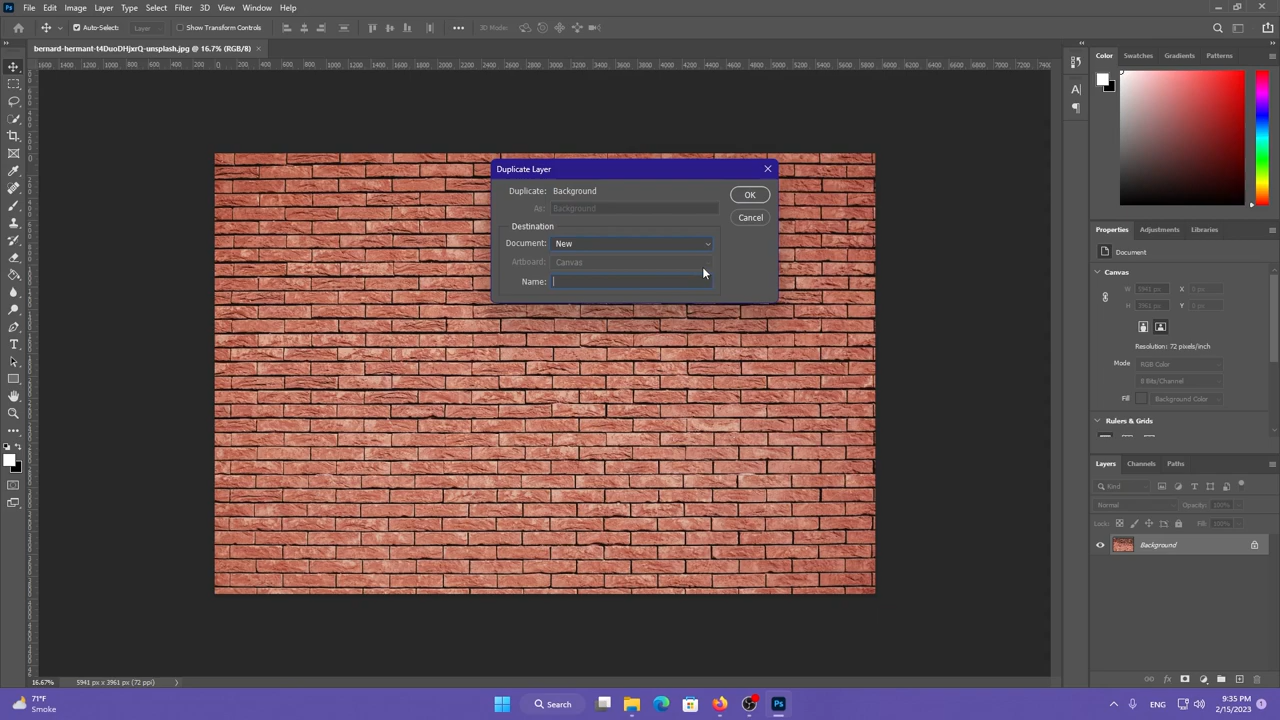 Ps File Edit Image Layer Type Select Filter 3D View Window Help
Auto-Select: Layer Show Transform Controls 3D Mode:
bernard-hermant-t4DuoDHjxrQ-unsplash.jpg @ 16.7% (RGB/8)
Color Swatches Gradients Patterns
Duplicate Layer
Duplicate: Background
As: Background
OK
Cancel
Destination
Document: New
Artboard: Canvas
Name:
Properties Adjustments Libraries
Document
Canvas
W 5941 px X 0 px
H 3961 px Y 0 px
Resolution: 72 pixels/inch
Mode RGB Color
8 Bits/Channel
Fill Background Color
Rulers & Grids
Layers Channels Paths
Kind
Normal Opacity: 100%
Lock: Fill: 100%
Background
16.67% 5941 px x 3961 px (72 ppi)
71°F
Smoke
Search
Ps
ENG
9:35 PM
2/15/2023